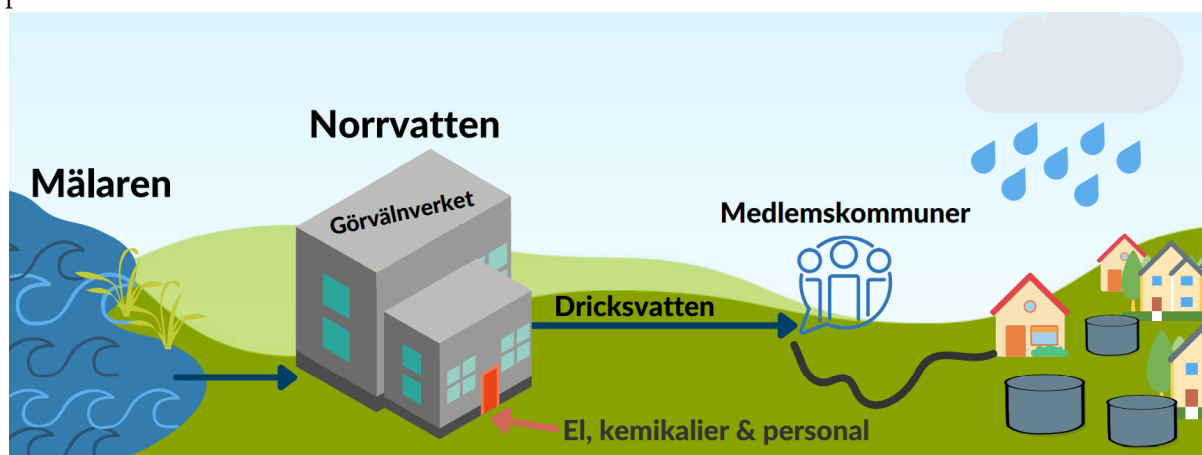 Norrvatten
Mälaren
Görvälnverket
Medlemskommuner
Dricksvatten
El, kemikalier & personal